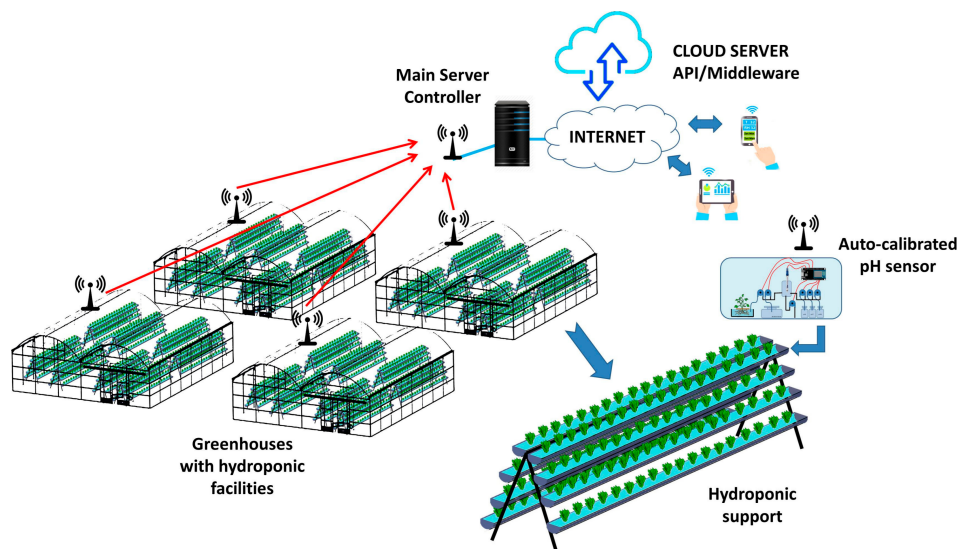 CLOUD SERVER
API/Middleware
Main Server
Controller
INTERNET
Auto-calibrated
pH sensor
Greenhouses
with hydroponic
facilities
Hydroponic
support